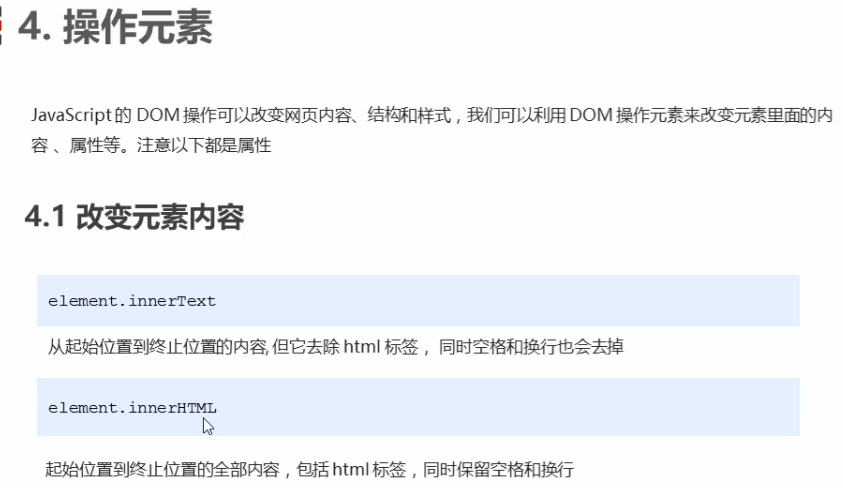 4. 操作元素
JavaScript 的 DOM 操作可以改变网页内容、结构和样式，我们可以利用 DOM 操作元素来改变元素里面的内
容 、属性等。注意以下都是属性
4.1 改变元素内容
element.innerText
从起始位置到终止位置的内容, 但它去除 html 标签， 同时空格和换行也会去掉
element.innerHTML
起始位置到终止位置的全部内容，包括 html 标签，同时保留空格和换行